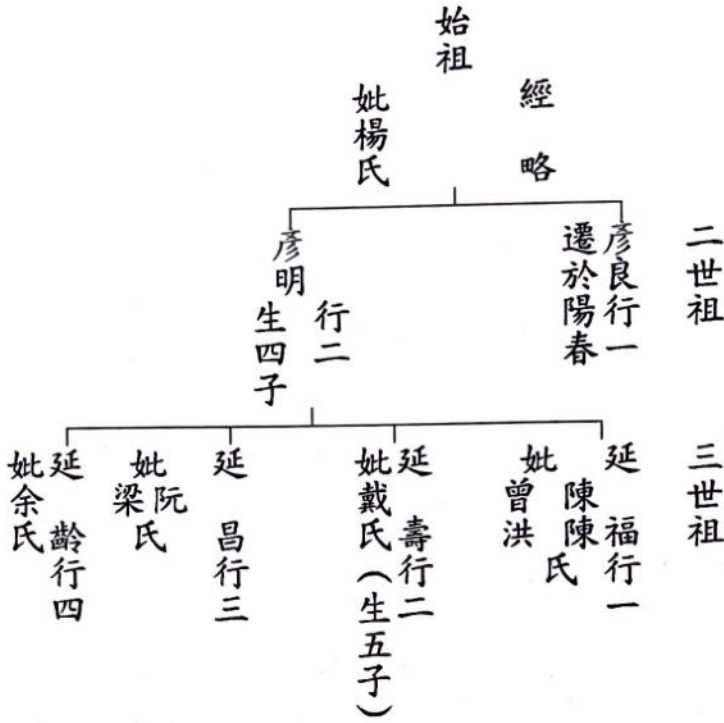 始祖
經略
妣楊氏
二世祖
彥良行一
遷於陽春
彥明
行二
生四子
三世祖
延福行一
妣陳陳曾洪氏
延壽行二
妣戴氏（生五子）
延昌行三
妣阮梁氏
延齡行四
妣余氏